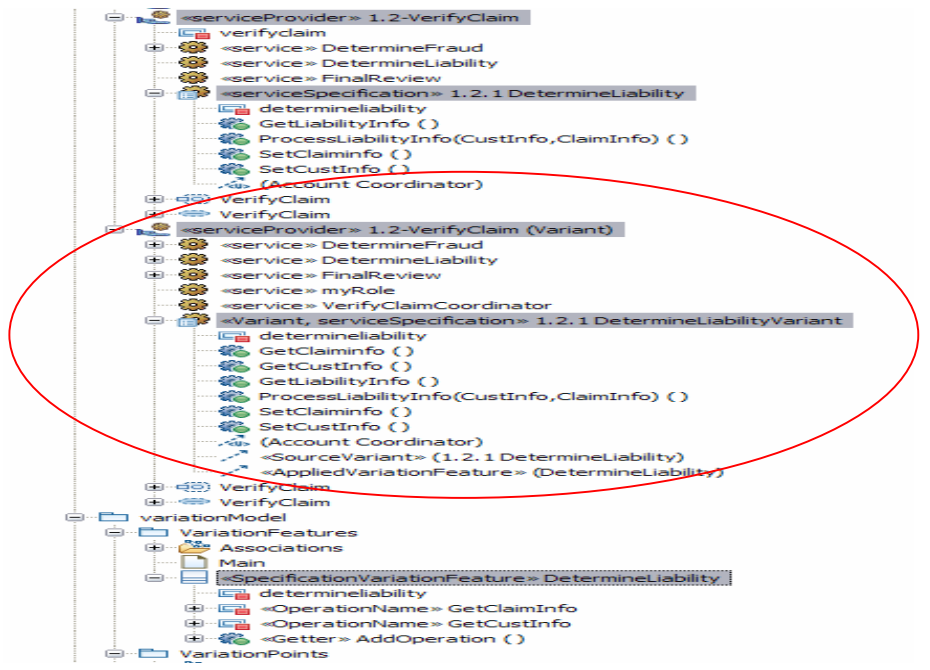 «serviceProvider» 1.2-VerifyClaim
verifyclaim
«service» DetermineFraud
«service» DetermineLiability
«service» FinalReview
«serviceSpecification» 1.2.1 DetermineLiability
determineliability
GetLiabilityInfo ( )
ProcessLiabilityInfo(CustInfo,ClaimInfo) ( )
SetClaiminfo ( )
SetCustInfo ( )
(Account Coordinator)
VerifyClaim
VerifyClaim
«serviceProvider» 1.2-VerifyClaim (Variant)
«service» DetermineFraud
«service» DetermineLiability
«service» FinalReview
«service» myRole
«service» VerifyClaimCoordinator
«Variant, serviceSpecification» 1.2.1 DetermineLiabilityVariant
determineliability
GetClaiminfo ( )
GetCustInfo ( )
GetLiabilityInfo ( )
ProcessLiabilityInfo(CustInfo,ClaimInfo) ( )
SetClaiminfo ( )
SetCustInfo ( )
(Account Coordinator)
«SourceVariant» (1.2.1 DetermineLiability)
«AppliedVariationFeature» (DetermineLiability)
VerifyClaim
VerifyClaim
variationModel
VariationFeatures
Associations
Main
«SpecificationVariationFeature» DetermineLiability
determineliability
«OperationName» GetClaimInfo
«OperationName» GetCustInfo
«Getter» AddOperation ( )
VariationPoints